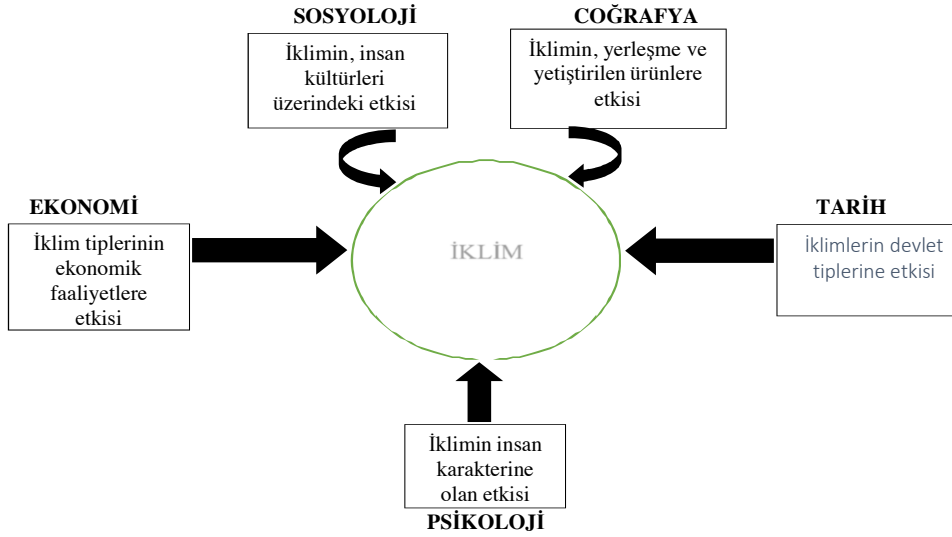 SOSYOLOJİ
İklimin, insan
kültürleri
üzerindeki etkisi
COĞRAFYA
İklimin, yerleşme ve
yetiştirilen ürünlere
etkisi
EKONOMİ
İklim tiplerinin
ekonomik
faaliyetlere
etkisi
İKLİM
TARİH
İklimlerin devlet
tiplerine etkisi
İklimin insan
karakterine
olan etkisi
PSİKOLOJİ